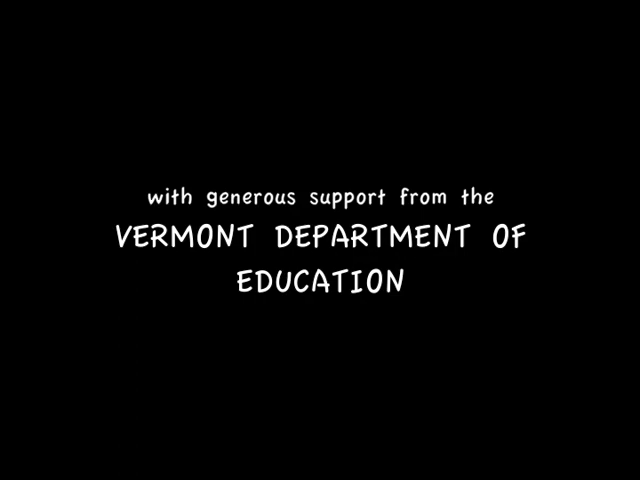 with generous support from the
VERMONT DEPARTMENT OF
EDUCATION